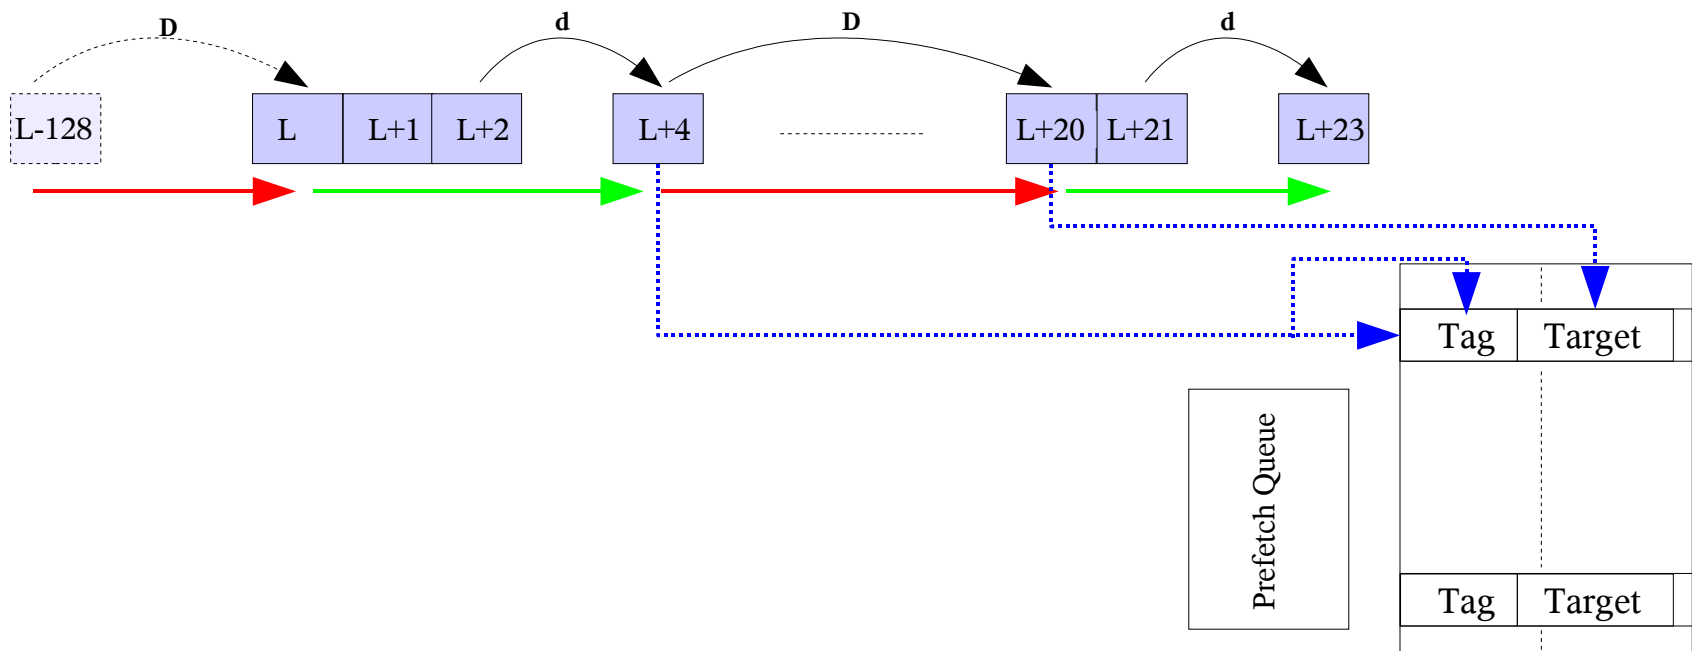 D d D d
L-128 L L+1 L+2 L+4 L+20 L+21 L+23
Tag Target
Prefetch Queue
Tag Target